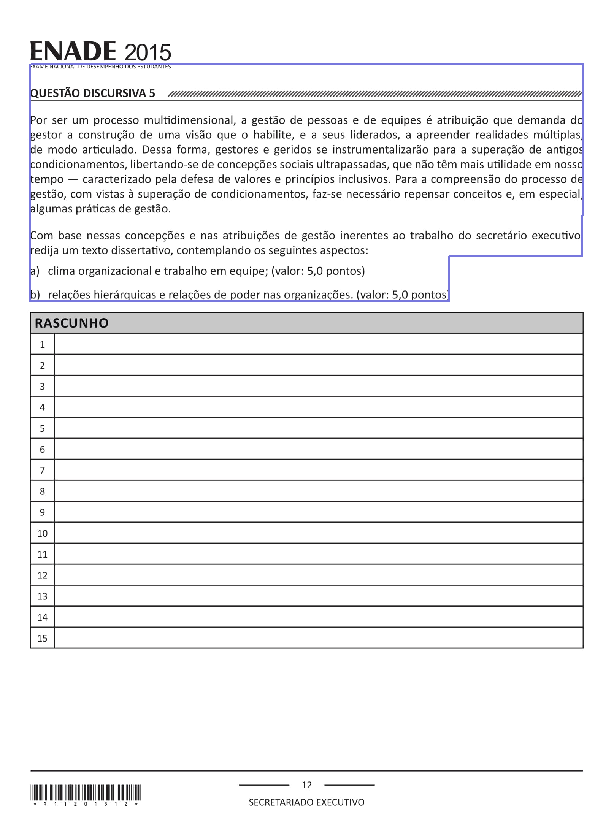 ENADE 2015
EXAME NACIONAL DE DESEMPENHO DOS ESTUDANTES
QUESTÃO DISCURSIVA 5
Por ser um processo multidimensional, a gestão de pessoas e de equipes é atribuição que demanda do
gestor a construção de uma visão que o habilite, e a seus liderados, a apreender realidades múltiplas,
de modo articulado. Dessa forma, gestores e geridos se instrumentalizarão para a superação de antigos
condicionamentos, libertando-se de concepções sociais ultrapassadas, que não têm mais utilidade em nosso
tempo — caracterizado pela defesa de valores e princípios inclusivos. Para a compreensão do processo de
gestão, com vistas à superação de condicionamentos, faz-se necessário repensar conceitos e, em especial,
algumas práticas de gestão.
Com base nessas concepções e nas atribuições de gestão inerentes ao trabalho do secretário executivo,
redija um texto dissertativo, contemplando os seguintes aspectos:
a) clima organizacional e trabalho em equipe; (valor: 5,0 pontos)
b) relações hierárquicas e relações de poder nas organizações. (valor: 5,0 pontos)
RASCUNHO
1
2
3
4
5
6
7
8
9
10
11
12
13
14
15
12
SECRETARIADO EXECUTIVO